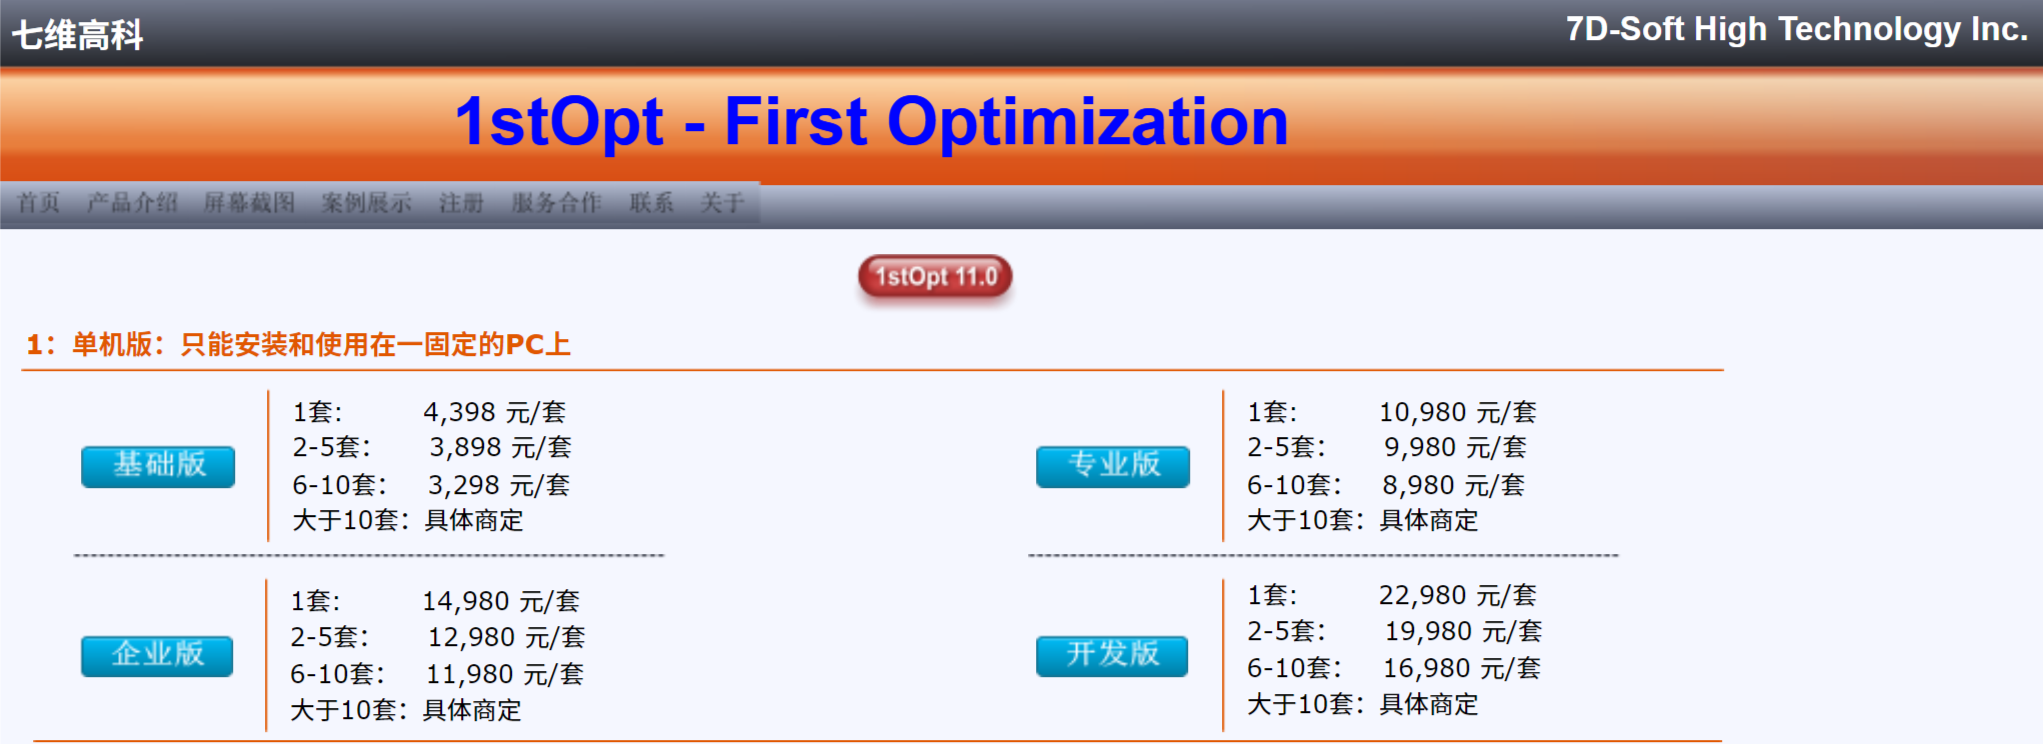 七维高科
7D-Soft High Technology Inc.
1stOpt - First Optimization
首页 产品介绍 屏幕截图 案例展示 注册 服务合作 联系 关于
1stOpt 11.0
1：单机版：只能安装和使用在一固定的PC上
基础版
1套: 4,398 元/套
2-5套： 3,898 元/套
6-10套： 3,298 元/套
大于10套：具体商定
专业版
1套: 10,980 元/套
2-5套： 9,980 元/套
6-10套： 8,980 元/套
大于10套：具体商定
企业版
1套: 14,980 元/套
2-5套： 12,980 元/套
6-10套： 11,980 元/套
大于10套：具体商定
开发版
1套: 22,980 元/套
2-5套： 19,980 元/套
6-10套： 16,980 元/套
大于10套：具体商定